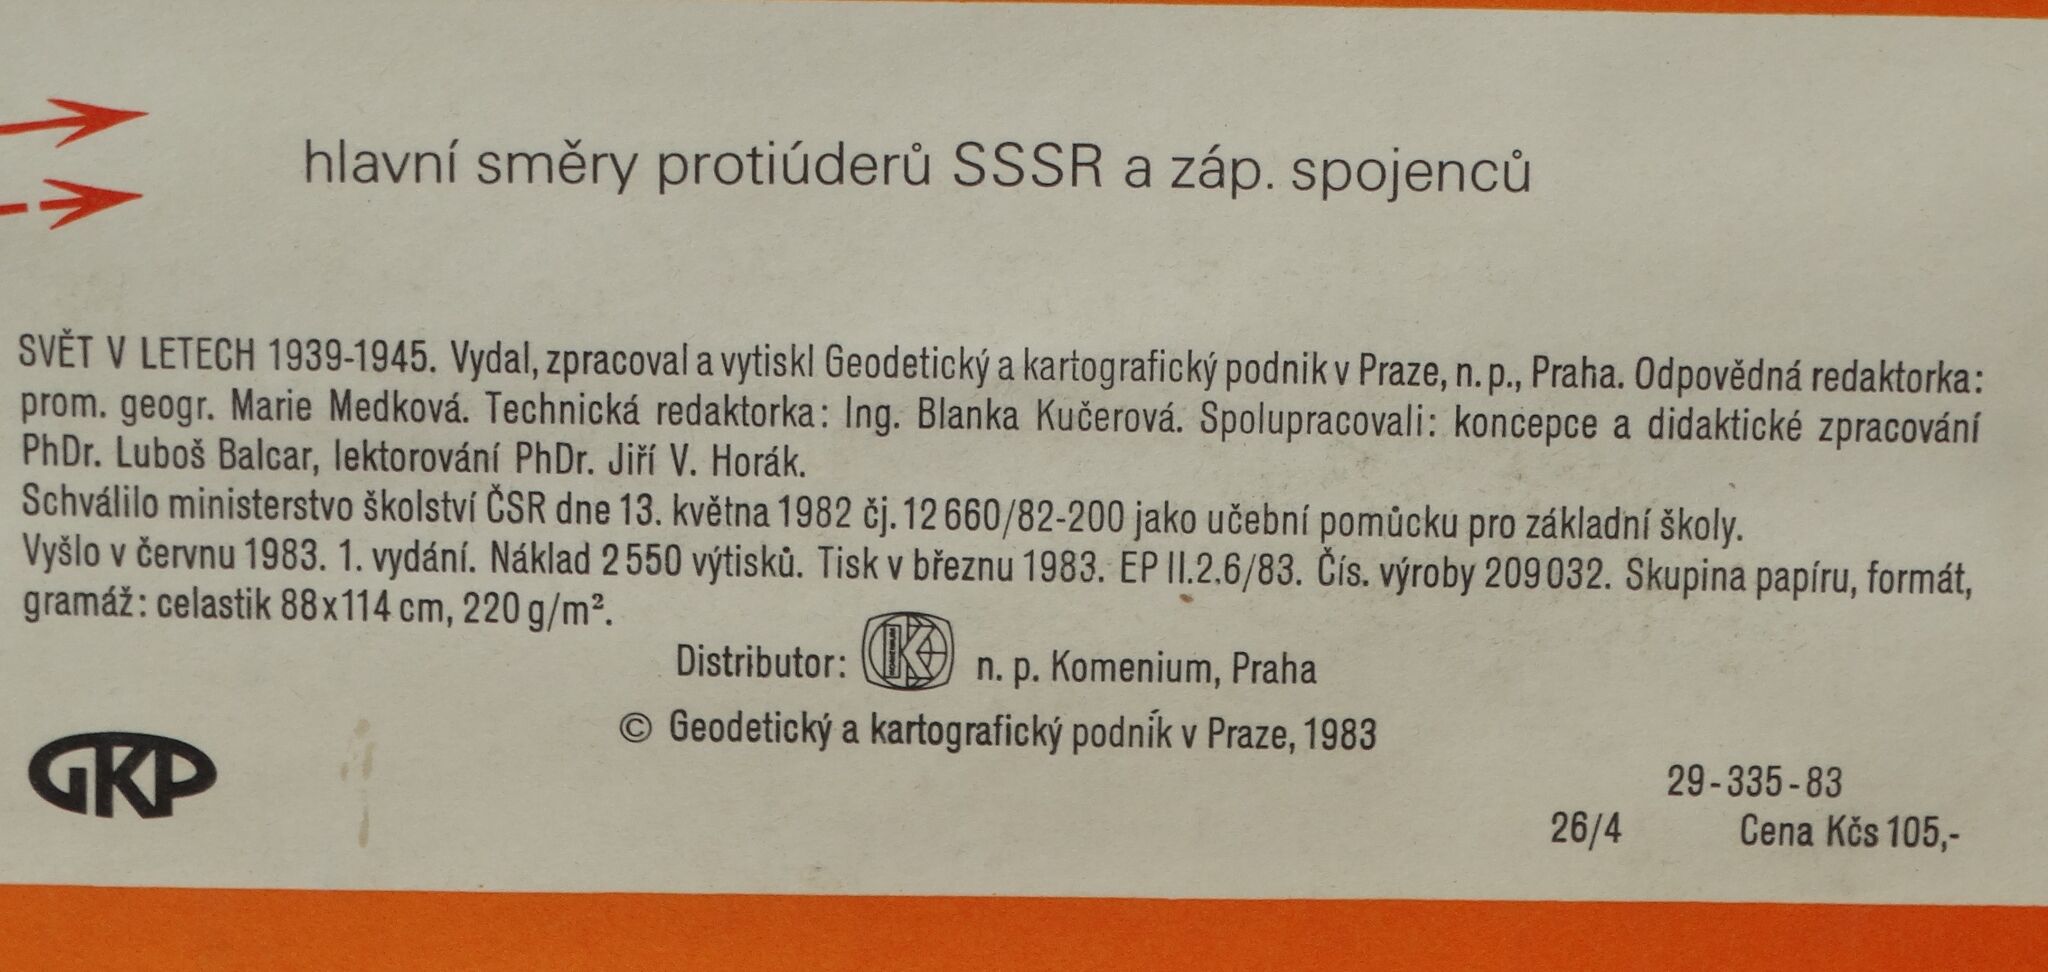 hlavní směry protiúderů SSSR a záp. spojenců
SVĚT V LETECH 1939-1945. Vydal, zpracoval a vytiskl Geodetický a kartografický podnik v Praze, n. p., Praha. Odpovědná redaktorka:
prom. geogr. Marie Medková. Technická redaktorka: Ing. Blanka Kučerová. Spolupracovali: koncepce a didaktické zpracování
PhDr. Luboš Balcar, lektorování PhDr. Jiří V. Horák.
Schválilo ministerstvo školství ČSR dne 13. května 1982 čj. 12 660/82-200 jako učební pomůcku pro základní školy.
Vyšlo v červnu 1983. 1. vydání. Náklad 2 550 výtisků. Tisk v březnu 1983. EP II.2.6/83. Čís. výroby 209 032. Skupina papíru, formát,
gramáž: celastik 88 x 114 cm, 220 g/m².
Distributor: K KOMENIUM n. p. Komenium, Praha
© Geodetický a kartografický podnik v Praze, 1983
GKP
29-335-83
26/4 Cena Kčs 105,-